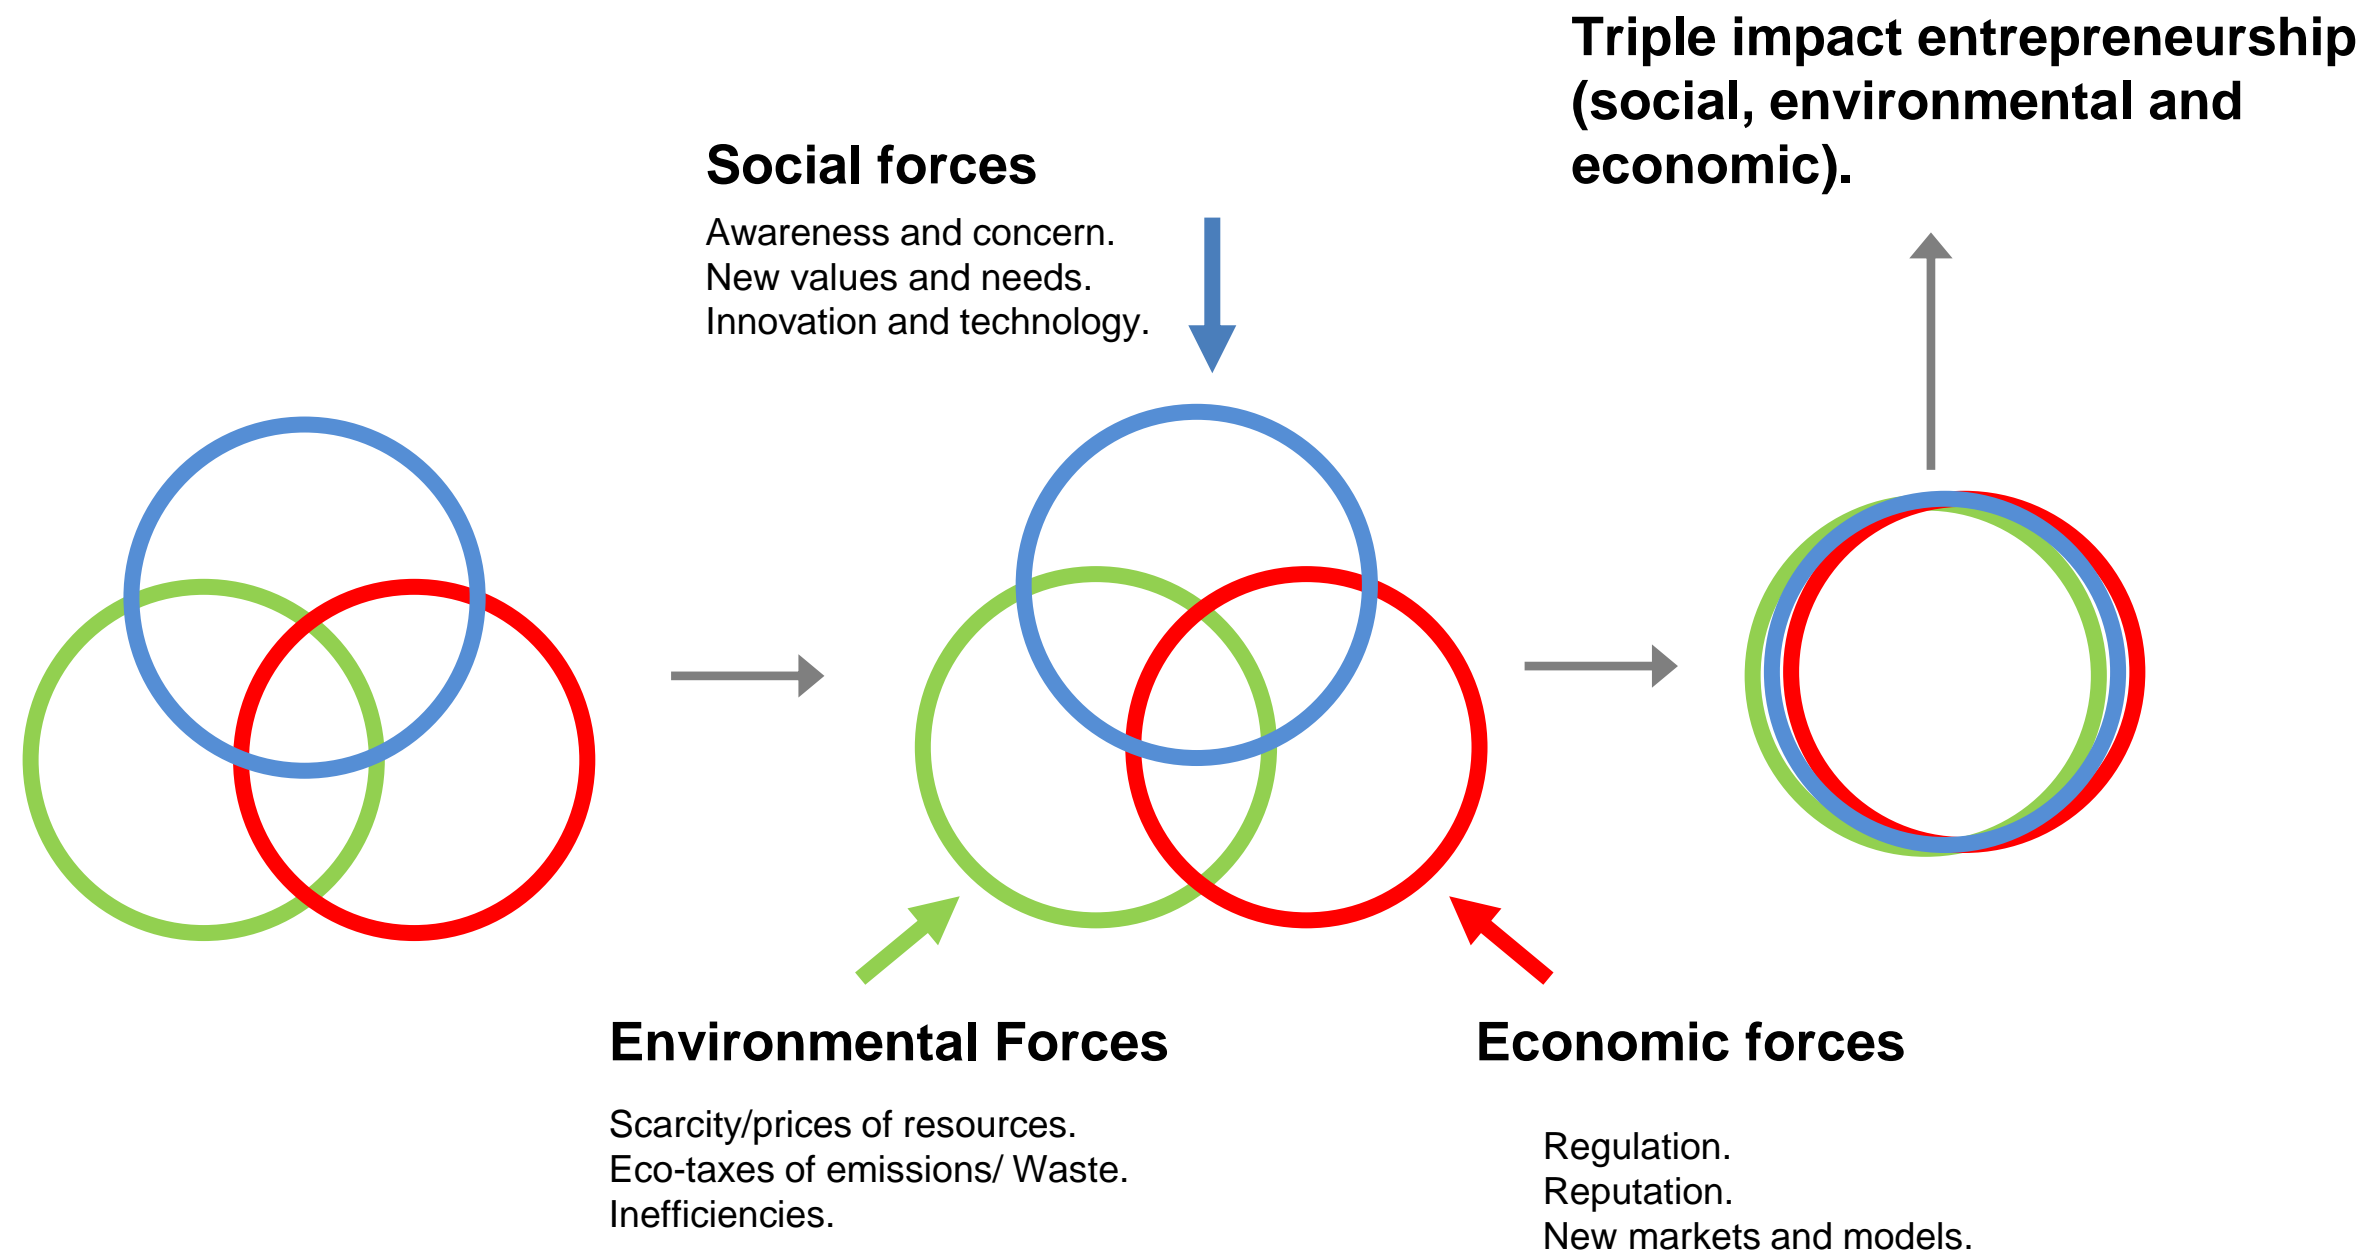 Triple impact entrepreneurship
(social, environmental and
economic).
Social forces
Awareness and concern.
New values and needs.
Innovation and technology.
Environmental Forces
Scarcity/prices of resources.
Eco-taxes of emissions/ Waste.
Inefficiencies.
Economic forces
Regulation.
Reputation.
New markets and models.